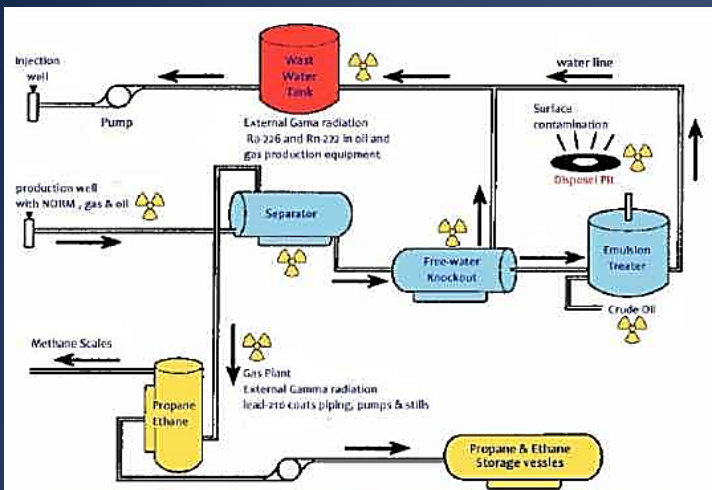 injection
well
Pump
Wast
Water
Tank
water line
External Gama radiation
Ra-226 and Rn-222 in oil and
gas production equipment
Surface
contamination
Disposel Pit
production well
with NORM , gas & oil
Separator
Free-water
Knockout
Emulsion
Treater
Crude Oil
Methane Scales
Gas Plant
External Gamma radiation
lead-210 coats piping, pumps & stills
Propane
Ethane
Propane & Ethane
Storage vessles